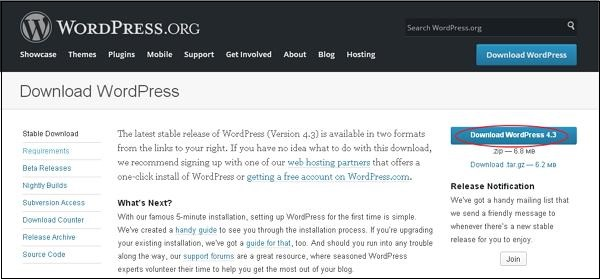 WORDPRESS.ORG
Search WordPress.org
Showcase Themes Plugins Mobile Support Get Involved About Blog Hosting
Download WordPress
Download WordPress
Stable Download
Requirements
Beta Releases
Nightly Builds
Subversion Access
Download Counter
Release Archive
Source Code
The latest stable release of WordPress (Version 4.3) is available in two formats
from the links to your right. If you have no idea what to do with this download,
we recommend signing up with one of our web hosting partners that offers a
one-click install of WordPress or getting a free account on WordPress.com.
What's Next?
With our famous 5-minute installation, setting up WordPress for the first time is simple.
We've created a handy guide to see you through the installation process. If you're upgrading
your existing installation, we've got a guide for that, too. And should you run into any trouble
along the way, our support forums are a great resource, where seasoned WordPress
experts volunteer their time to help you get the most out of your blog.
Download WordPress 4.3
.zip — 6.8 MB
Download .tar.gz — 6.2 MB
Release Notification
We've got a handy mailing list that
we send a friendly message to
whenever there's a new stable
release for you to enjoy.
Join